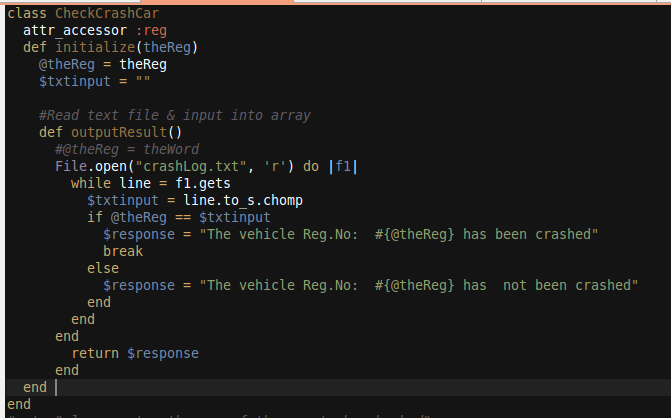 class CheckCrashCar
  attr_accessor :reg
  def initialize(theReg)
    @theReg = theReg
    $txtinput = ""

    #Read text file & input into array
    def outputResult()
      #@theReg = theWord
      File.open("crashLog.txt", 'r') do |f1|
        while line = f1.gets
          $txtinput = line.to_s.chomp
          if @theReg == $txtinput
            $response = "The vehicle Reg.No:  #{@theReg} has been crashed"
            break
          else
            $response = "The vehicle Reg.No:  #{@theReg} has  not been crashed"
          end
        end
      end
        return $response
      end
  end
end